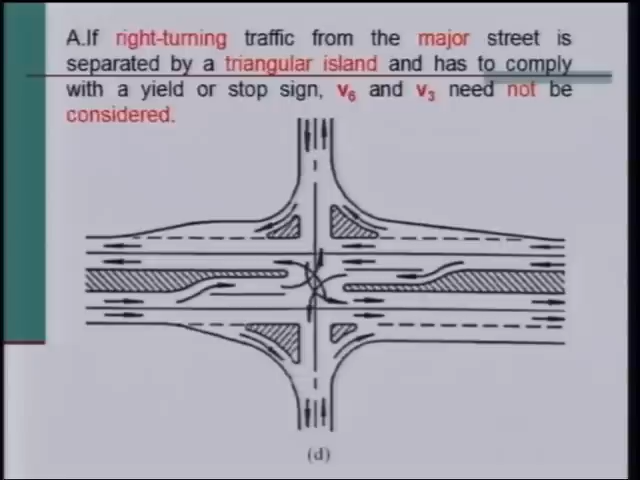 A.If right-turning traffic from the major street is
separated by a triangular island and has to comply
with a yield or stop sign, v6 and v3 need not be
considered.
(d)